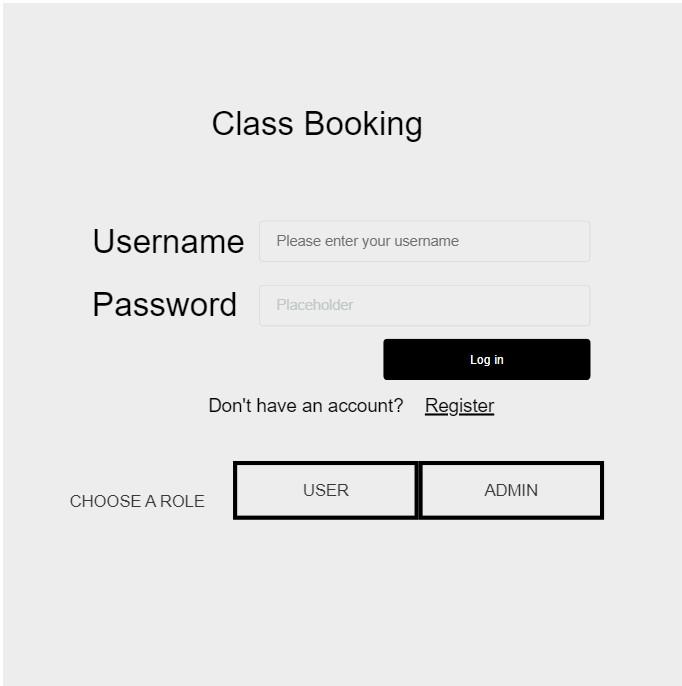 Class Booking
Username Please enter your username
Password Placeholder
Log in
Don't have an account? Register
CHOOSE A ROLE USER ADMIN